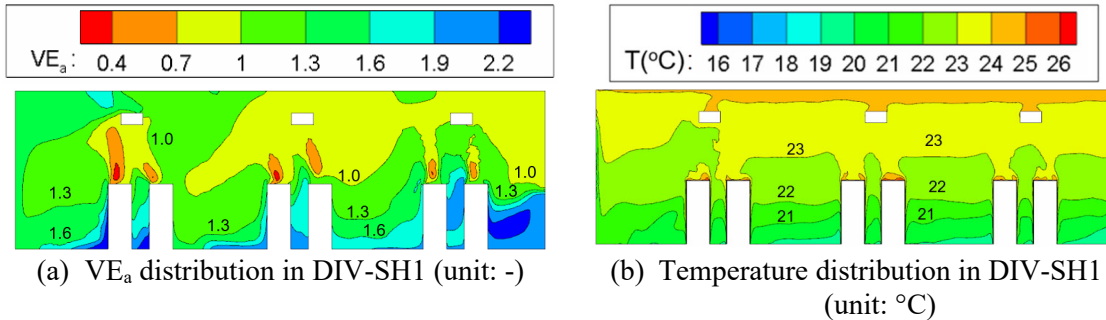 VEa:
0.4 0.7 1 1.3 1.6 1.9 2.2
T(°C):
16 17 18 19 20 21 22 23 24 25 26
1.0
1.3
1.6
1.3
1.0
1.3
1.6
1.0
1.3
23
23
22
22
21
21
(a) VEa distribution in DIV-SH1 (unit: -)
(b) Temperature distribution in DIV-SH1
(unit: °C)